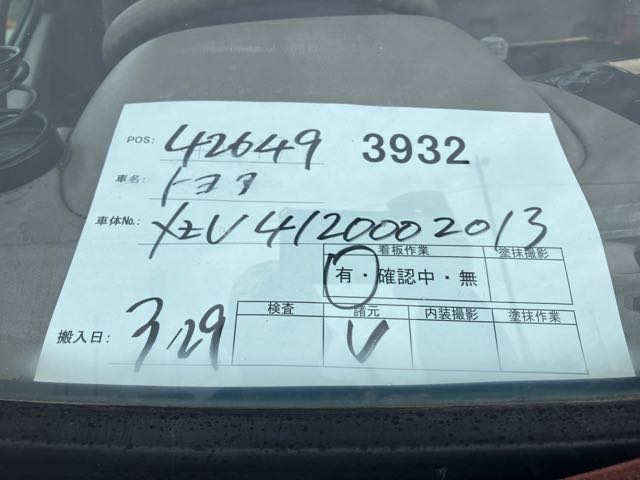 POS: 42649 3932
車名: トヨタ
車体No.: XZU4120002013
看板作業 塗抹撮影
有・確認中・無
検査 諸元 内装撮影 塗抹作業
搬入日: 3/29 V